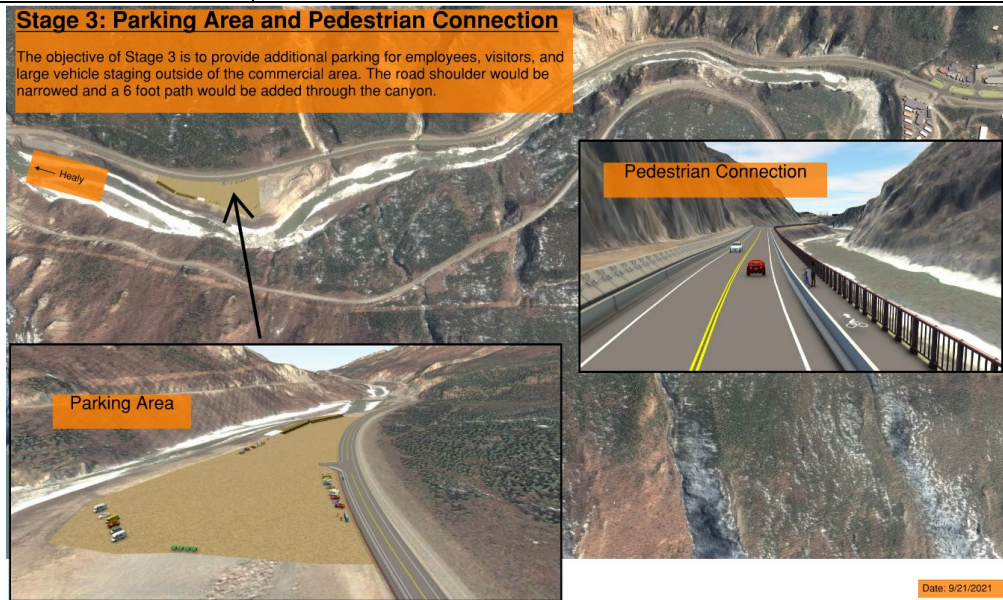 Stage 3: Parking Area and Pedestrian Connection
The objective of Stage 3 is to provide additional parking for employees, visitors, and
large vehicle staging outside of the commercial area. The road shoulder would be
narrowed and a 6 foot path would be added through the canyon.
Healy
Pedestrian Connection
Parking Area
Date: 9/21/2021